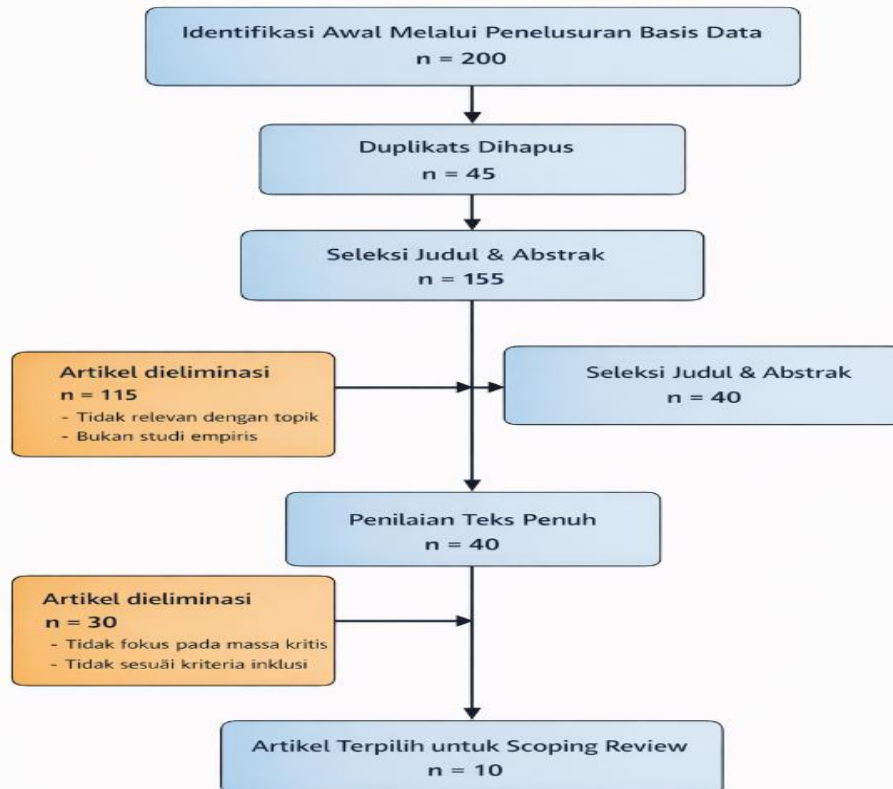 Identifikasi Awal Melalui Penelusuran Basis Data
n = 200
Duplikats Dihapus
n = 45
Seleksi Judul & Abstrak
n = 155
Artikel dieliminasi
n = 115
- Tidak relevan dengan topik
- Bukan studi empiris
Seleksi Judul & Abstrak
n = 40
Penilaian Teks Penuh
n = 40
Artikel dieliminasi
n = 30
- Tidak fokus pada massa kritis
- Tidak sesuäi kriteria inklusi
Artikel Terpilih untuk Scoping Review
n = 10